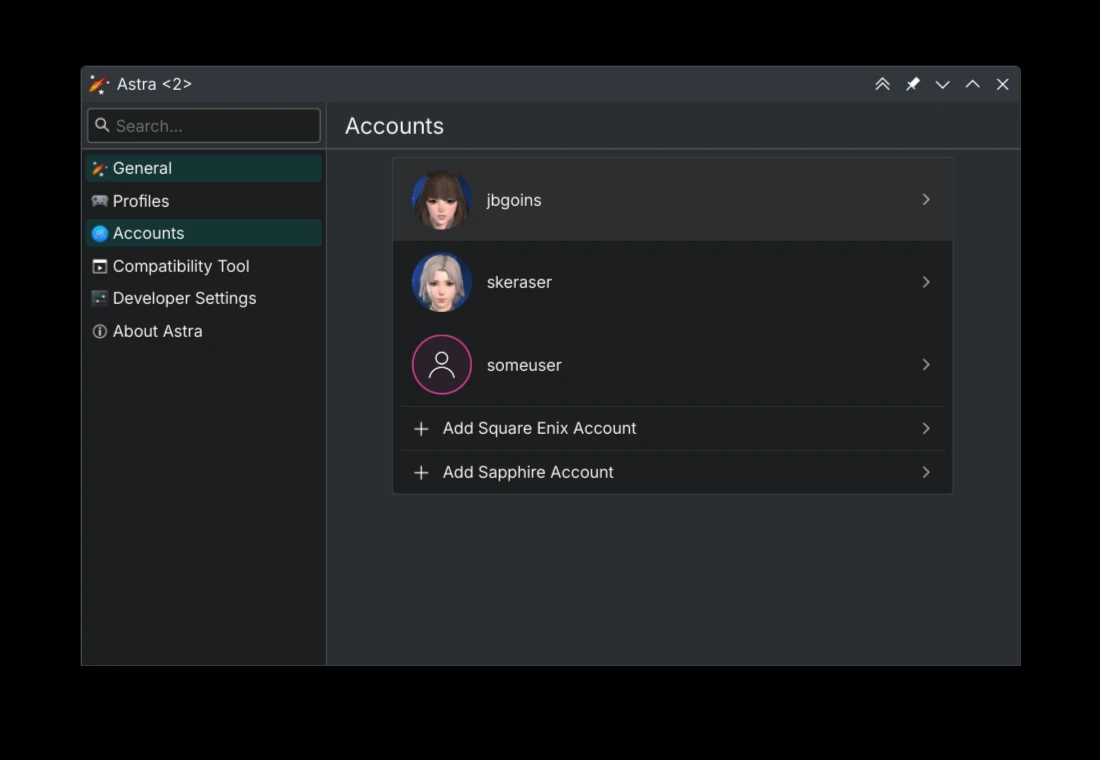 Astra <2>
Search...
Accounts
General
Profiles
Accounts
Compatibility Tool
Developer Settings
About Astra
jbgoins
skeraser
someuser
Add Square Enix Account
Add Sapphire Account